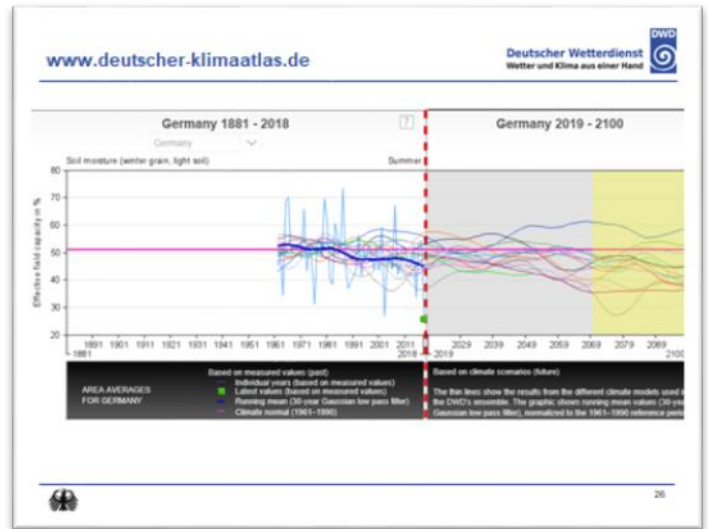 www.deutscher-klimaatlas.de
Deutscher Wetterdienst
Wetter und Klima aus einer Hand
DWD
Germany 1881 - 2018
?
Germany 2019 - 2100
Germany
Soil moisture (winter grain, light soil)
Summer
Effective field capacity in %
80
70
60
50
40
30
20
1891 1901 1911 1921 1931 1941 1951 1961 1971 1981 1991 2001 2011
1881
2018
2029 2039 2049 2059 2069 2079 2089
2019
2100
AREA AVERAGES
FOR GERMANY
Based on measured values (past)
Individual years (based on measured values)
Latest values (based on measured values)
Running mean (30-year Gaussian low pass filter)
Climate normal (1961-1990)
Based on climate scenarios (future)
The thin lines show the results from the different climate models used i
the DWD's ensemble. The graphic shows running mean values (30-yea
Gaussian low pass filter), normalized to the 1961-1990 reference perio
26